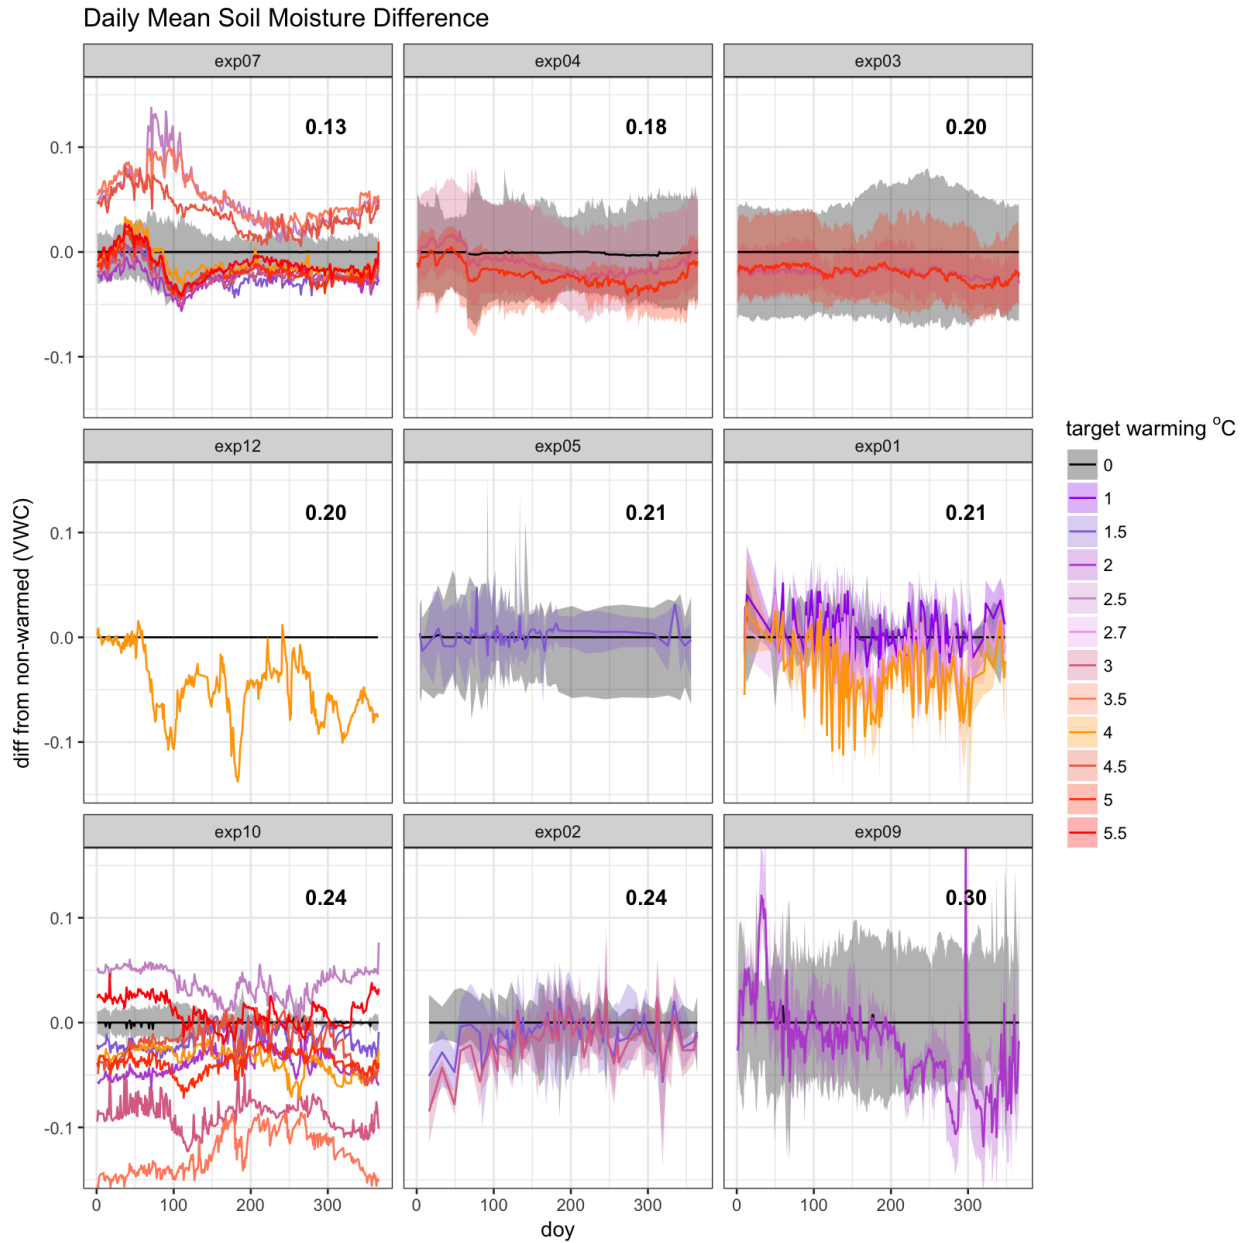 Daily Mean Soil Moisture Difference
exp07 exp04 exp03
0.13 0.18 0.20
0.1
0.0
-0.1
exp12 exp05 exp01
0.20 0.21 0.21
0.1
0.0
-0.1
exp10 exp02 exp09
0.24 0.24 0.30
0.1
0.0
-0.1
0 100 200 300 0 100 200 300 0 100 200 300
doy
diff from non-warmed (VWC)
target warming °C
0
1
1.5
2
2.5
2.7
3
3.5
4
4.5
5
5.5